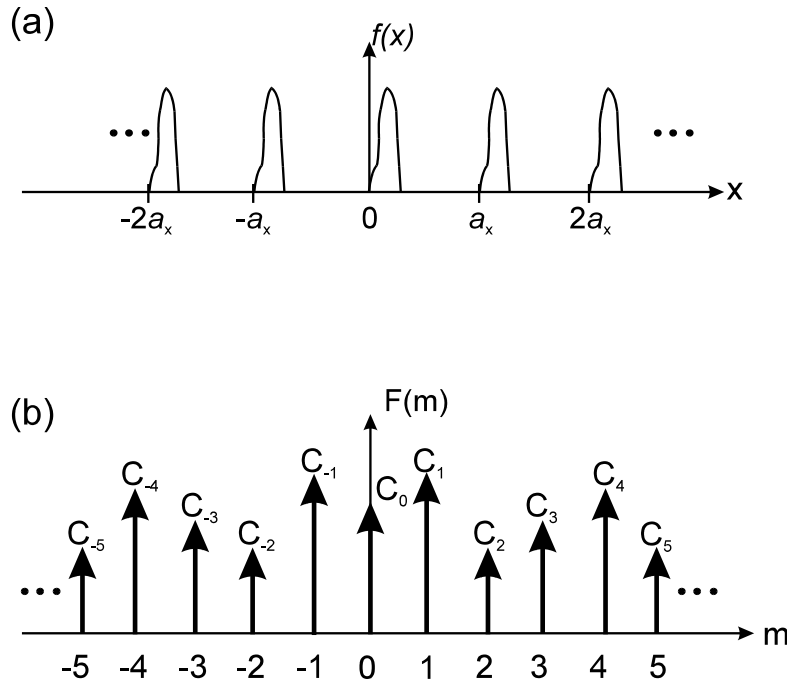 (a)
f(x)
... ...
x
-2aₓ -aₓ 0 aₓ 2aₓ
(b)
F(m)
C₋₅ C₋₄ C₋₃ C₋₂ C₋₁ C₀ C₁ C₂ C₃ C₄ C₅
... ...
m
-5 -4 -3 -2 -1 0 1 2 3 4 5